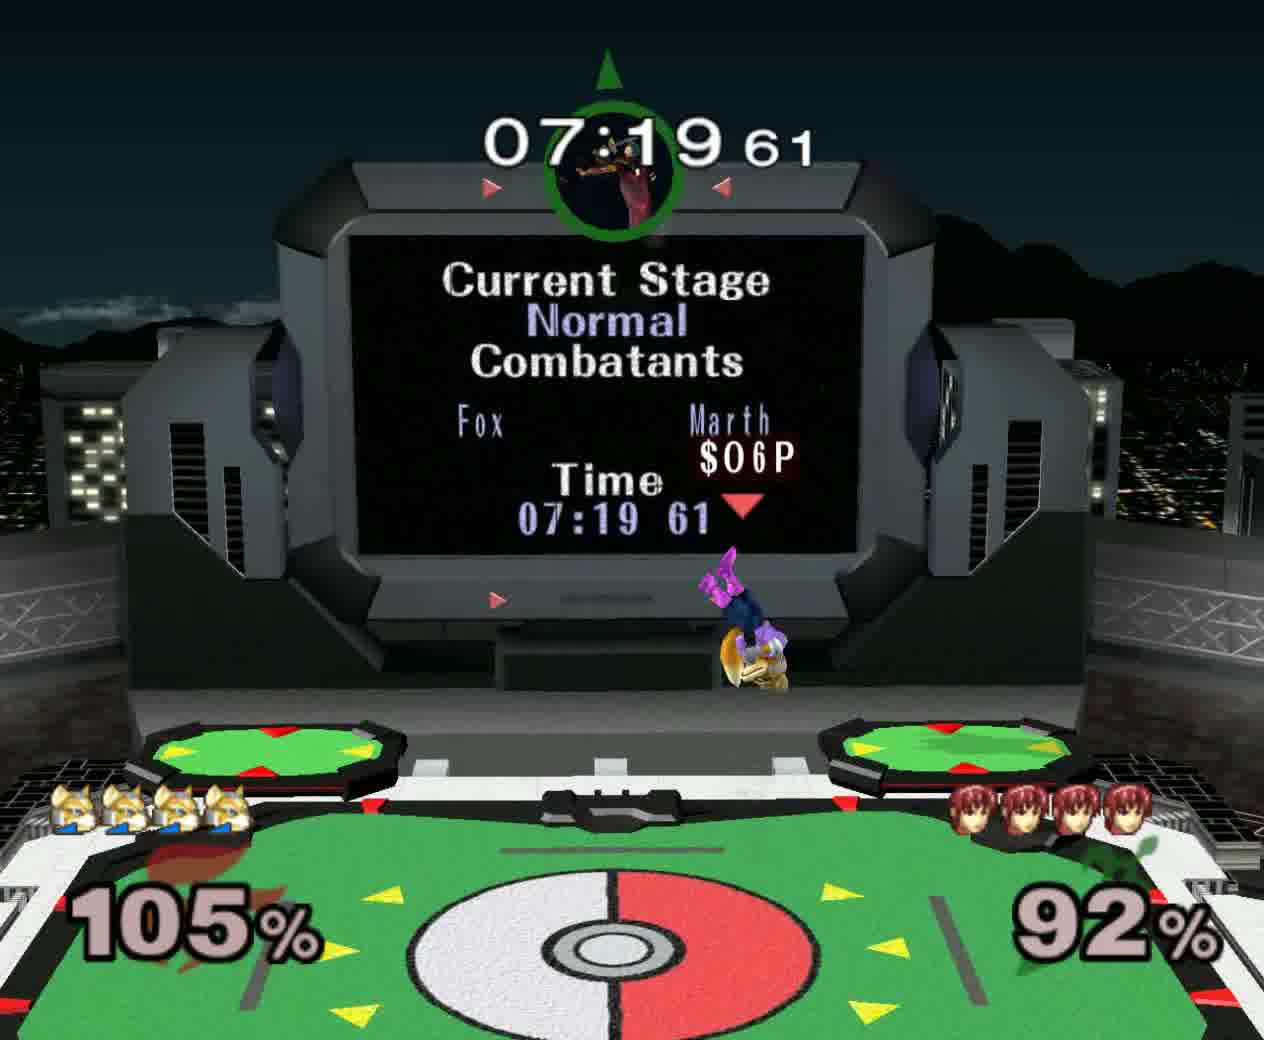 07:19 61
Current Stage
Normal
Combatants
Fox Marth
$06P
Time
07:19 61
105%
92%